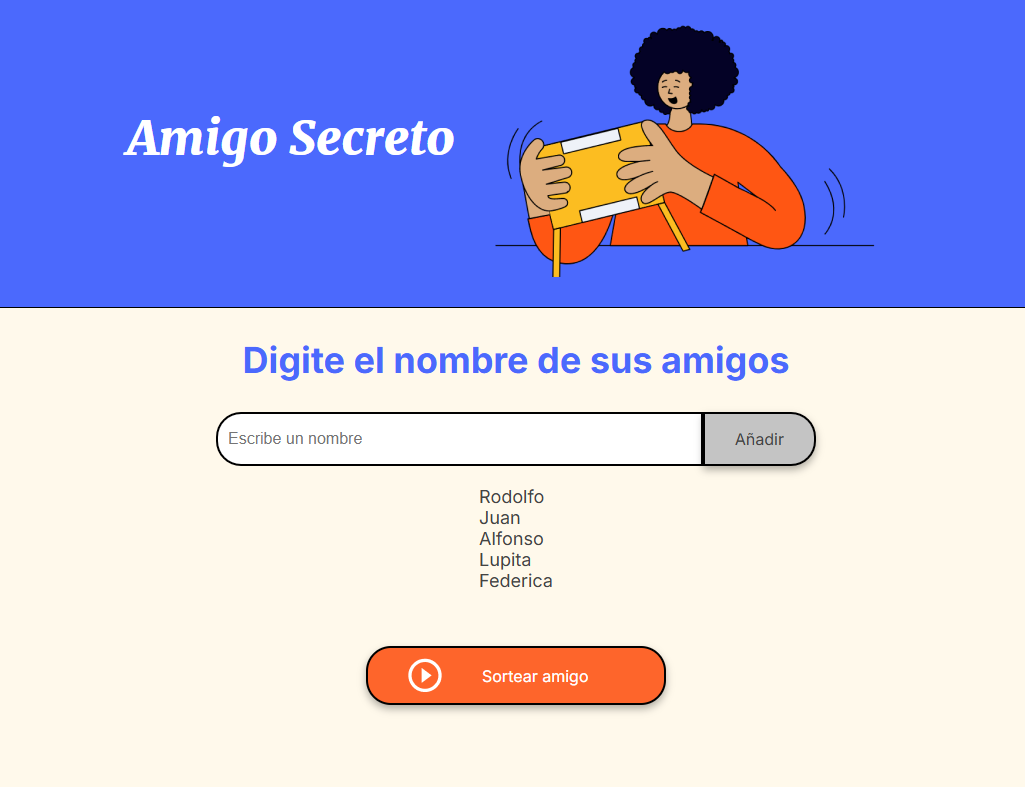 Amigo Secreto
Digite el nombre de sus amigos
Escribe un nombre
Añadir
Rodolfo
Juan
Alfonso
Lupita
Federica
Sortear amigo